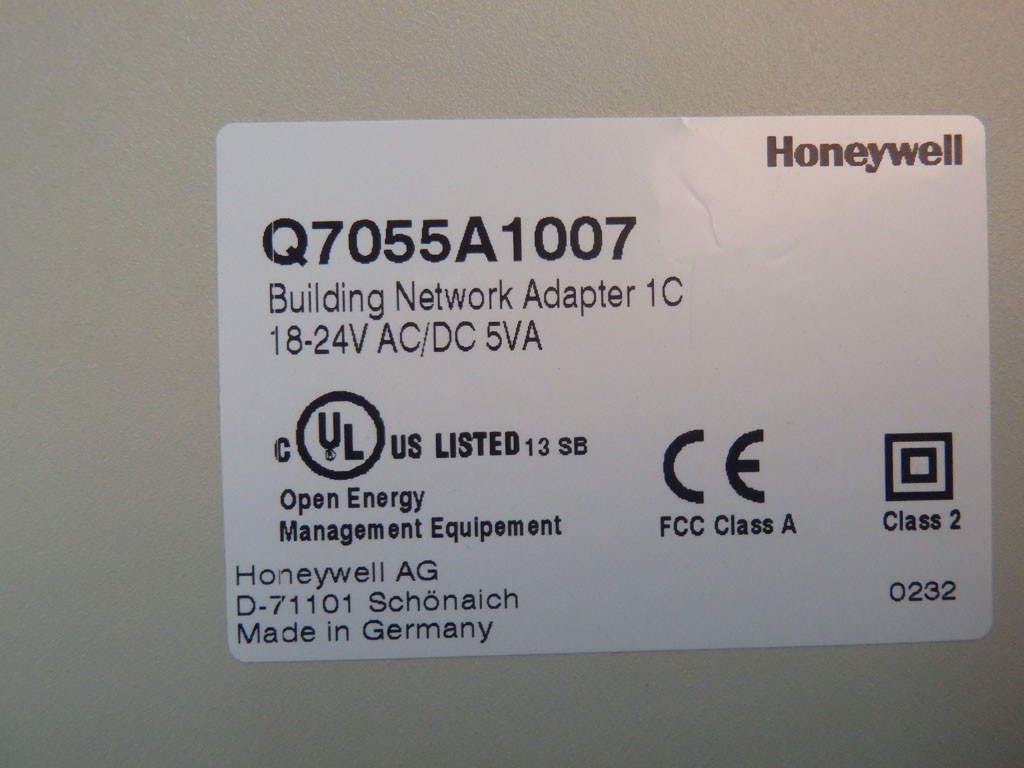 Honeywell
Q7055A1007
Building Network Adapter 1C
18-24V AC/DC 5VA
C UL US LISTED 13 SB
Open Energy
Management Equipement
CE
FCC Class A
Class 2
Honeywell AG
D-71101 Schönaich
Made in Germany
0232